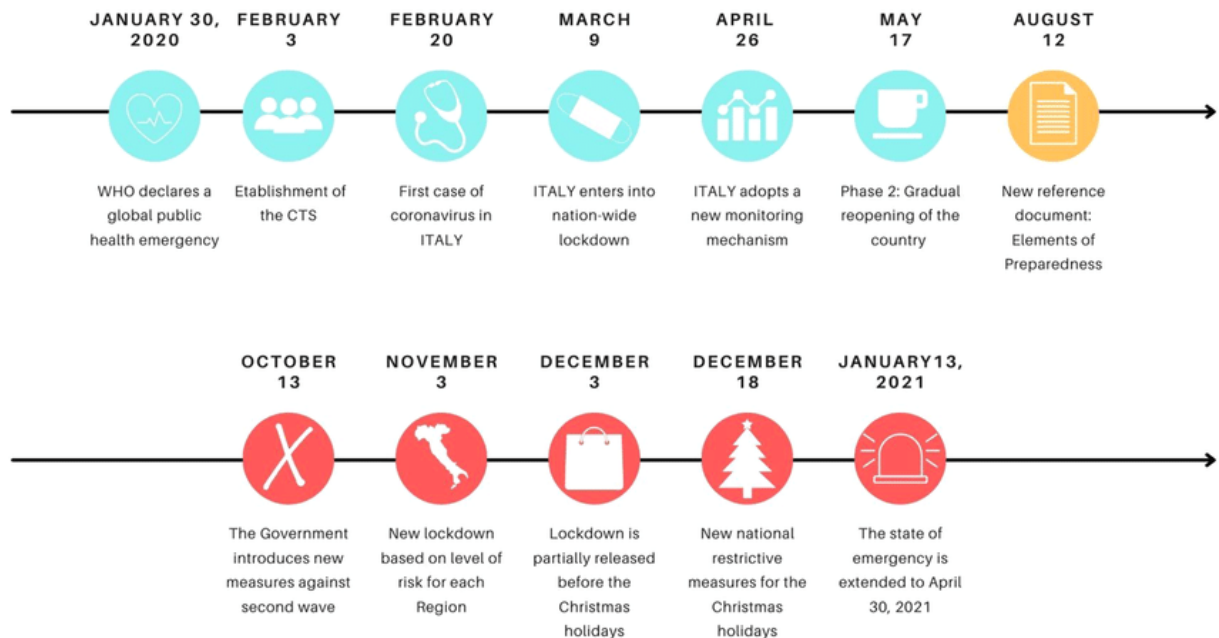 JANUARY 30,
2020
FEBRUARY
3
FEBRUARY
20
MARCH
9
APRIL
26
MAY
17
AUGUST
12
WHO declares a
global public
health emergency
Etablishment of
the CTS
First case of
coronavirus in
ITALY
ITALY enters into
nation-wide
lockdown
ITALY adopts a
new monitoring
mechanism
Phase 2: Gradual
reopening of the
country
New reference
document:
Elements of
Preparedness
OCTOBER
13
NOVEMBER
3
DECEMBER
3
DECEMBER
18
JANUARY13,
2021
The Government
introduces new
measures against
second wave
New lockdown
based on level of
risk for each
Region
Lockdown is
partially released
before the
Christmas
holidays
New national
restrictive
measures for the
Christmas
holidays
The state of
emergency is
extended to April
30, 2021